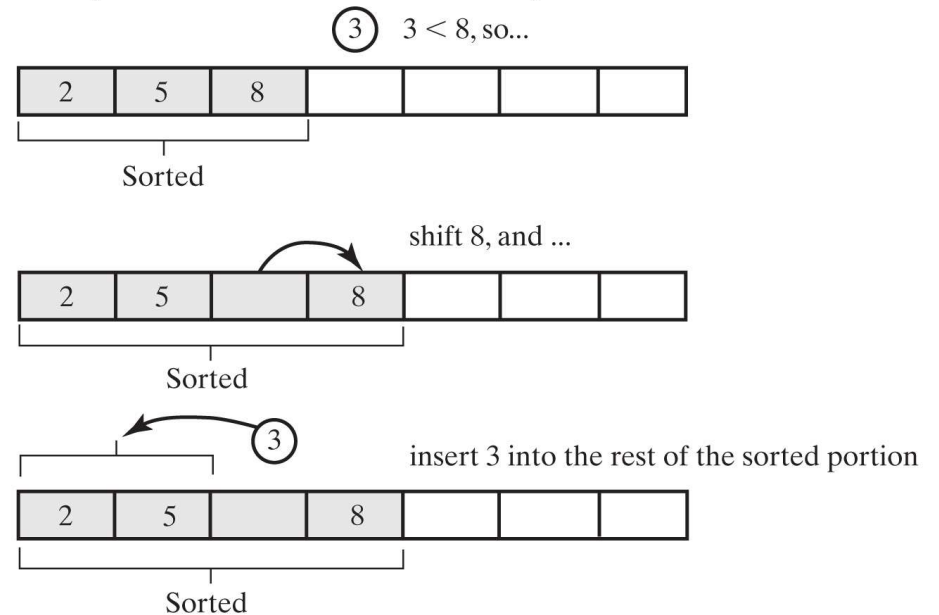 3 3 < 8, so...
2 5 8
Sorted
shift 8, and ...
2 5 8
Sorted
3
insert 3 into the rest of the sorted portion
2 5 8
Sorted